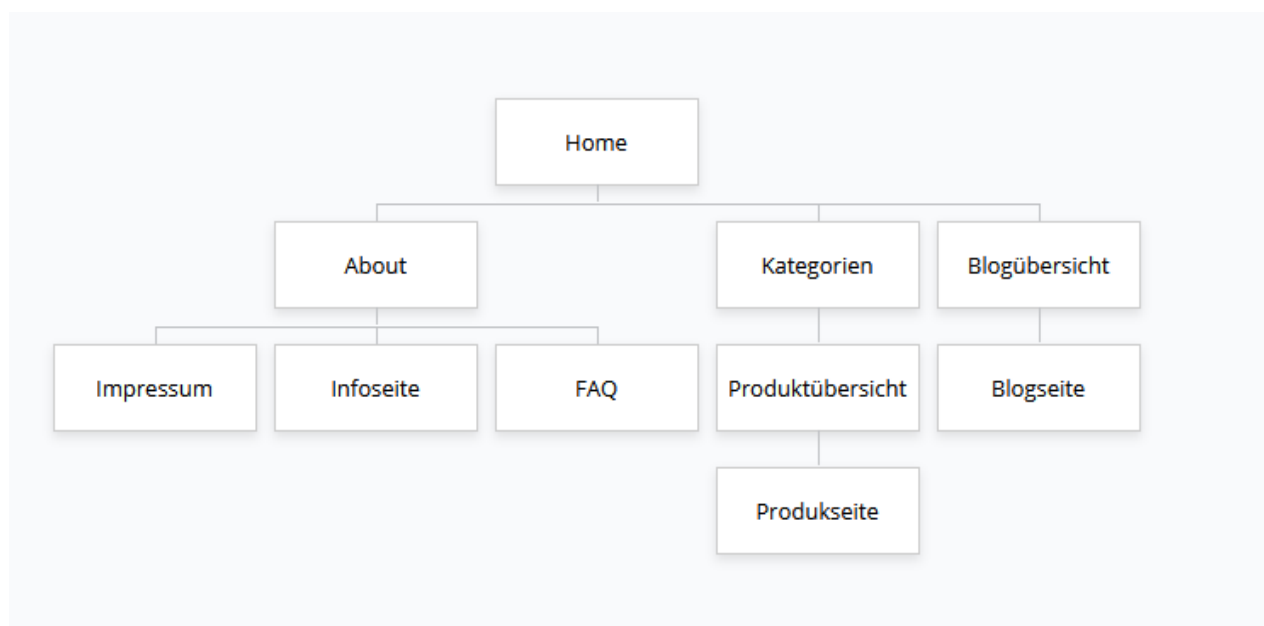 Home
About
Kategorien
Blogübersicht
Impressum
Infoseite
FAQ
Produktübersicht
Blogseite
Produkseite